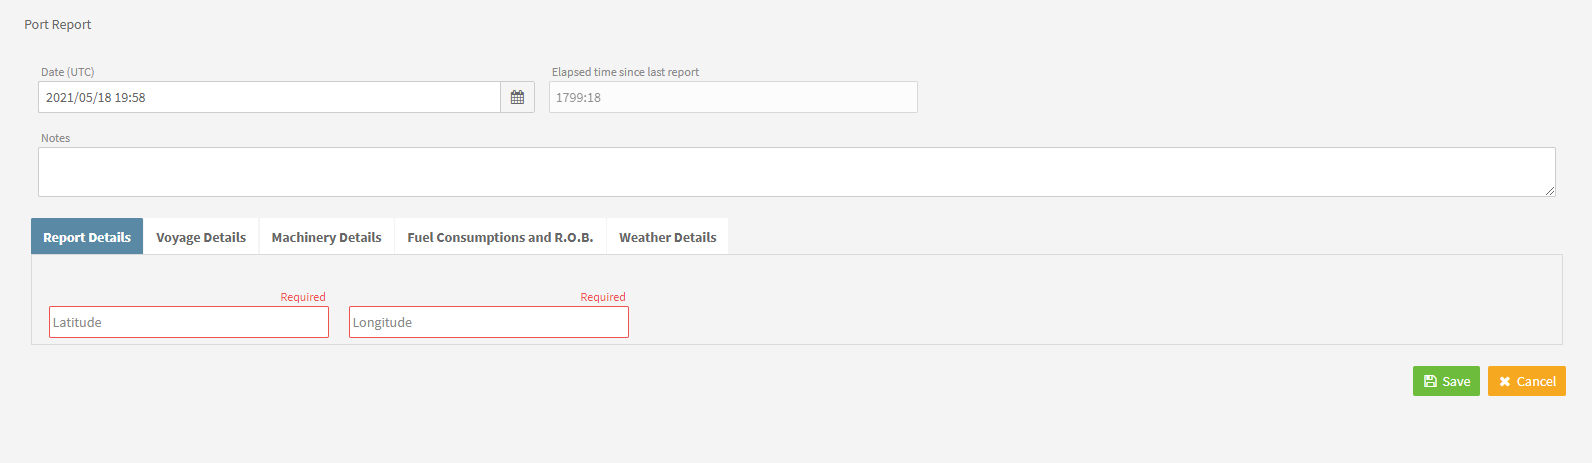 Port Report
Date (UTC) Elapsed time since last report
2021/05/18 19:58 1799:18
Notes
Report Details Voyage Details Machinery Details Fuel Consumptions and R.O.B. Weather Details
Required Required
Latitude Longitude
Save Cancel